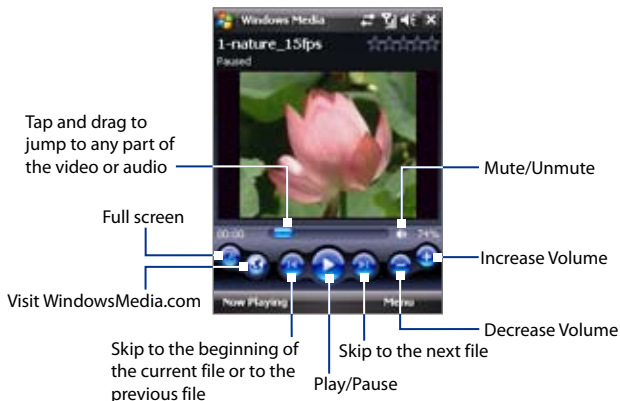 Windows Media
1-nature_15fps
Paused
Tap and drag to
jump to any part of
the video or audio
Mute/Unmute
Full screen
00:00
74%
Increase Volume
Visit WindowsMedia.com
Now Playing
Menu
Decrease Volume
Skip to the beginning of
the current file or to the
previous file
Skip to the next file
Play/Pause